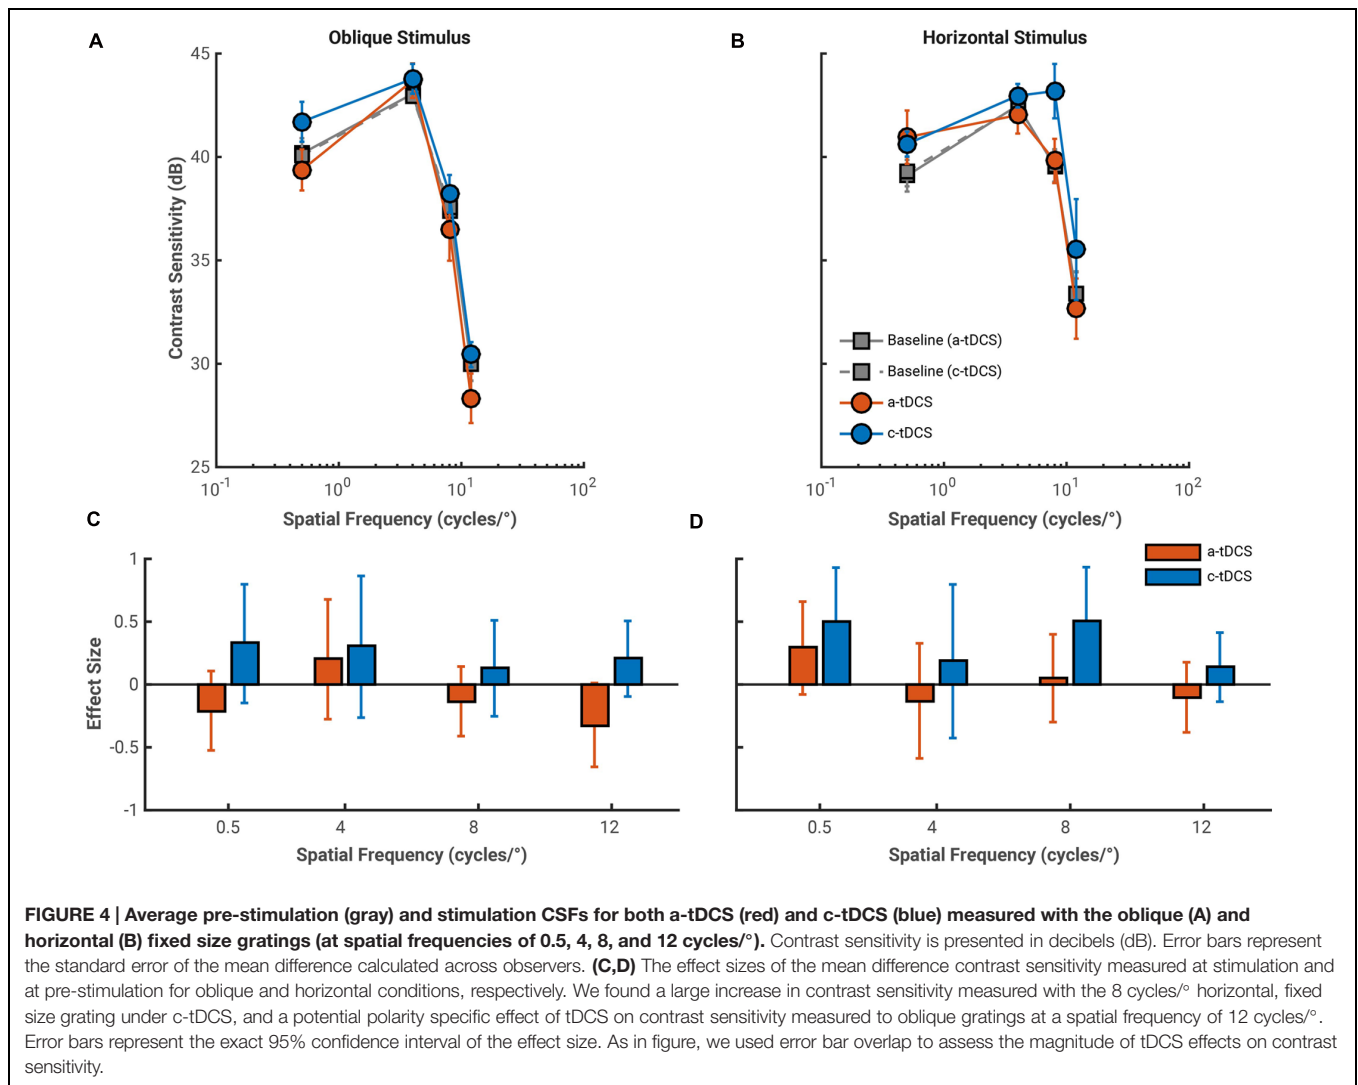 A
Oblique Stimulus
B
Horizontal Stimulus
45
40
35
30
25
Contrast Sensitivity (dB)
Baseline (a-tDCS)
Baseline (c-tDCS)
a-tDCS
c-tDCS
10-1
100
101
102
10-1
100
101
102
Spatial Frequency (cycles/°)
Spatial Frequency (cycles/°)
C
D
1
0.5
0
-0.5
-1
Effect Size
a-tDCS
c-tDCS
0.5
4
8
12
0.5
4
8
12
Spatial Frequency (cycles/°)
Spatial Frequency (cycles/°)
FIGURE 4 | Average pre-stimulation (gray) and stimulation CSFs for both a-tDCS (red) and c-tDCS (blue) measured with the oblique (A) and
horizontal (B) fixed size gratings (at spatial frequencies of 0.5, 4, 8, and 12 cycles/°). Contrast sensitivity is presented in decibels (dB). Error bars represent
the standard error of the mean difference calculated across observers. (C,D) The effect sizes of the mean difference contrast sensitivity measured at stimulation and
at pre-stimulation for oblique and horizontal conditions, respectively. We found a large increase in contrast sensitivity measured with the 8 cycles/° horizontal, fixed
size grating under c-tDCS, and a potential polarity specific effect of tDCS on contrast sensitivity measured to oblique gratings at a spatial frequency of 12 cycles/°.
Error bars represent the exact 95% confidence interval of the effect size. As in figure, we used error bar overlap to assess the magnitude of tDCS effects on contrast
sensitivity.